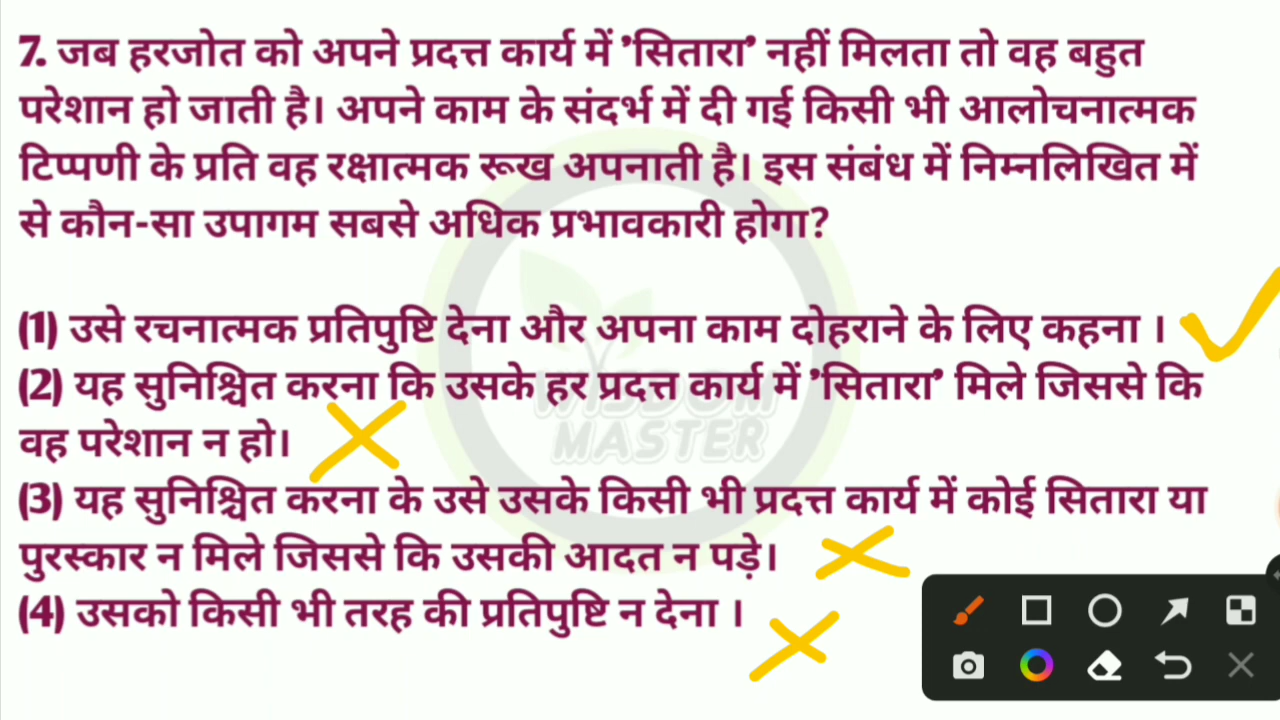 7. जब हरजोत को अपने प्रदत्त कार्य में ’सितारा’ नहीं मिलता तो वह बहुत
परेशान हो जाती है। अपने काम के संदर्भ में दी गई किसी भी आलोचनात्मक
टिप्पणी के प्रति वह रक्षात्मक रूख अपनाती है। इस संबंध में निम्नलिखित में
से कौन-सा उपागम सबसे अधिक प्रभावकारी होगा?
(1) उसे रचनात्मक प्रतिपुष्टि देना और अपना काम दोहराने के लिए कहना ।
(2) यह सुनिश्चित करना कि उसके हर प्रदत्त कार्य में ’सितारा’ मिले जिससे कि
वह परेशान न हो।
(3) यह सुनिश्चित करना के उसे उसके किसी भी प्रदत्त कार्य में कोई सितारा या
पुरस्कार न मिले जिससे कि उसकी आदत न पड़े।
(4) उसको किसी भी तरह की प्रतिपुष्टि न देना ।
WISDOM
MASTER